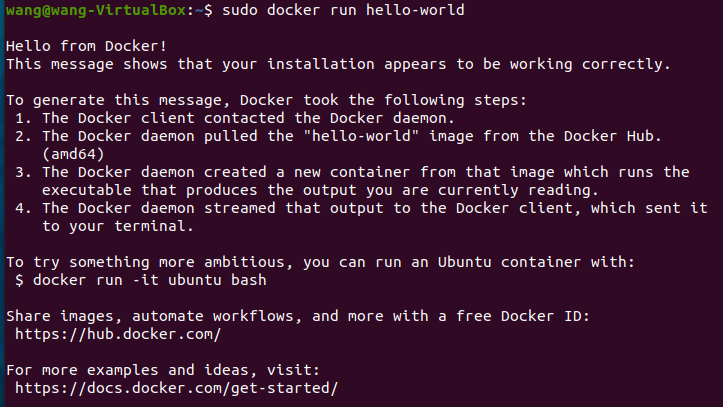 wang@wang-VirtualBox:~$ sudo docker run hello-world
Hello from Docker!
This message shows that your installation appears to be working correctly.
To generate this message, Docker took the following steps:
1. The Docker client contacted the Docker daemon.
2. The Docker daemon pulled the "hello-world" image from the Docker Hub.
(amd64)
3. The Docker daemon created a new container from that image which runs the
executable that produces the output you are currently reading.
4. The Docker daemon streamed that output to the Docker client, which sent it
to your terminal.
To try something more ambitious, you can run an Ubuntu container with:
$ docker run -it ubuntu bash
Share images, automate workflows, and more with a free Docker ID:
https://hub.docker.com/
For more examples and ideas, visit:
https://docs.docker.com/get-started/